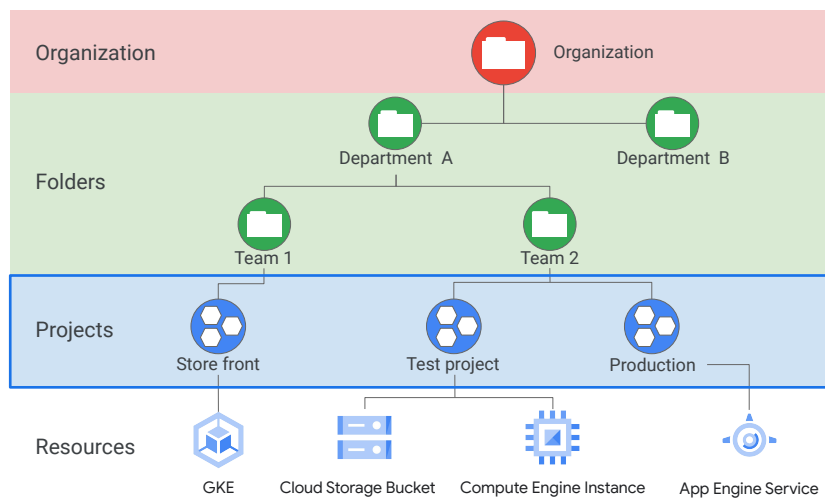 Organization
Organization
Department A
Department B
Folders
Team 1
Team 2
Projects
Store front
Test project
Production
Resources
GKE
Cloud Storage Bucket
Compute Engine Instance
App Engine Service